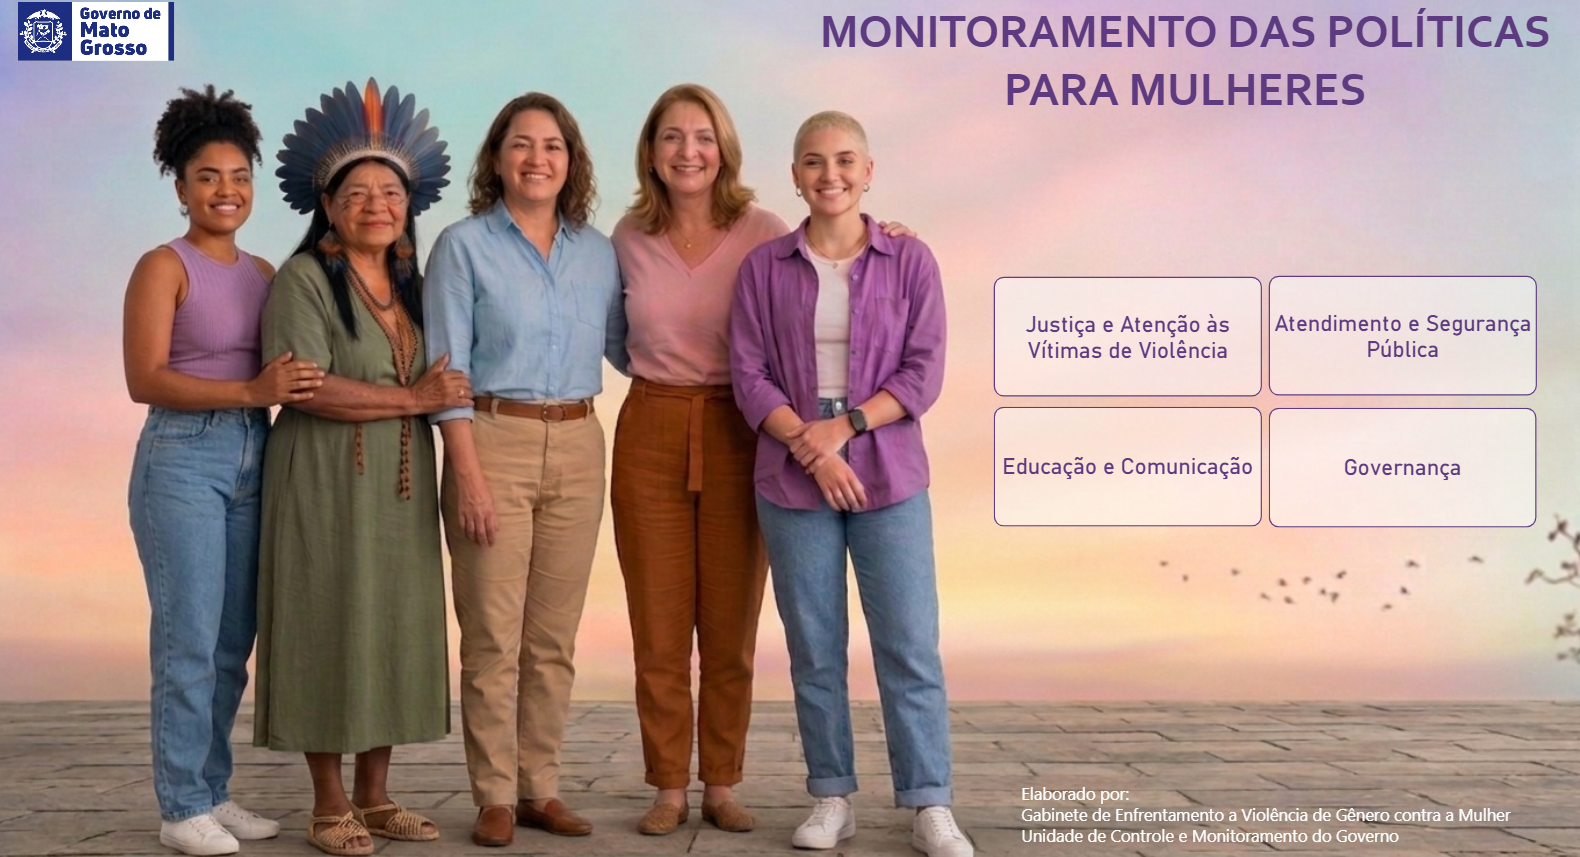 Governo de
Mato
Grosso
MONITORAMENTO DAS POLÍTICAS
PARA MULHERES
Justiça e Atenção às
Vítimas de Violência
Atendimento e Segurança
Pública
Educação e Comunicação
Governança
Elaborado por:
Gabinete de Enfrentamento a Violência de Gênero contra a Mulher
Unidade de Controle e Monitoramento do Governo